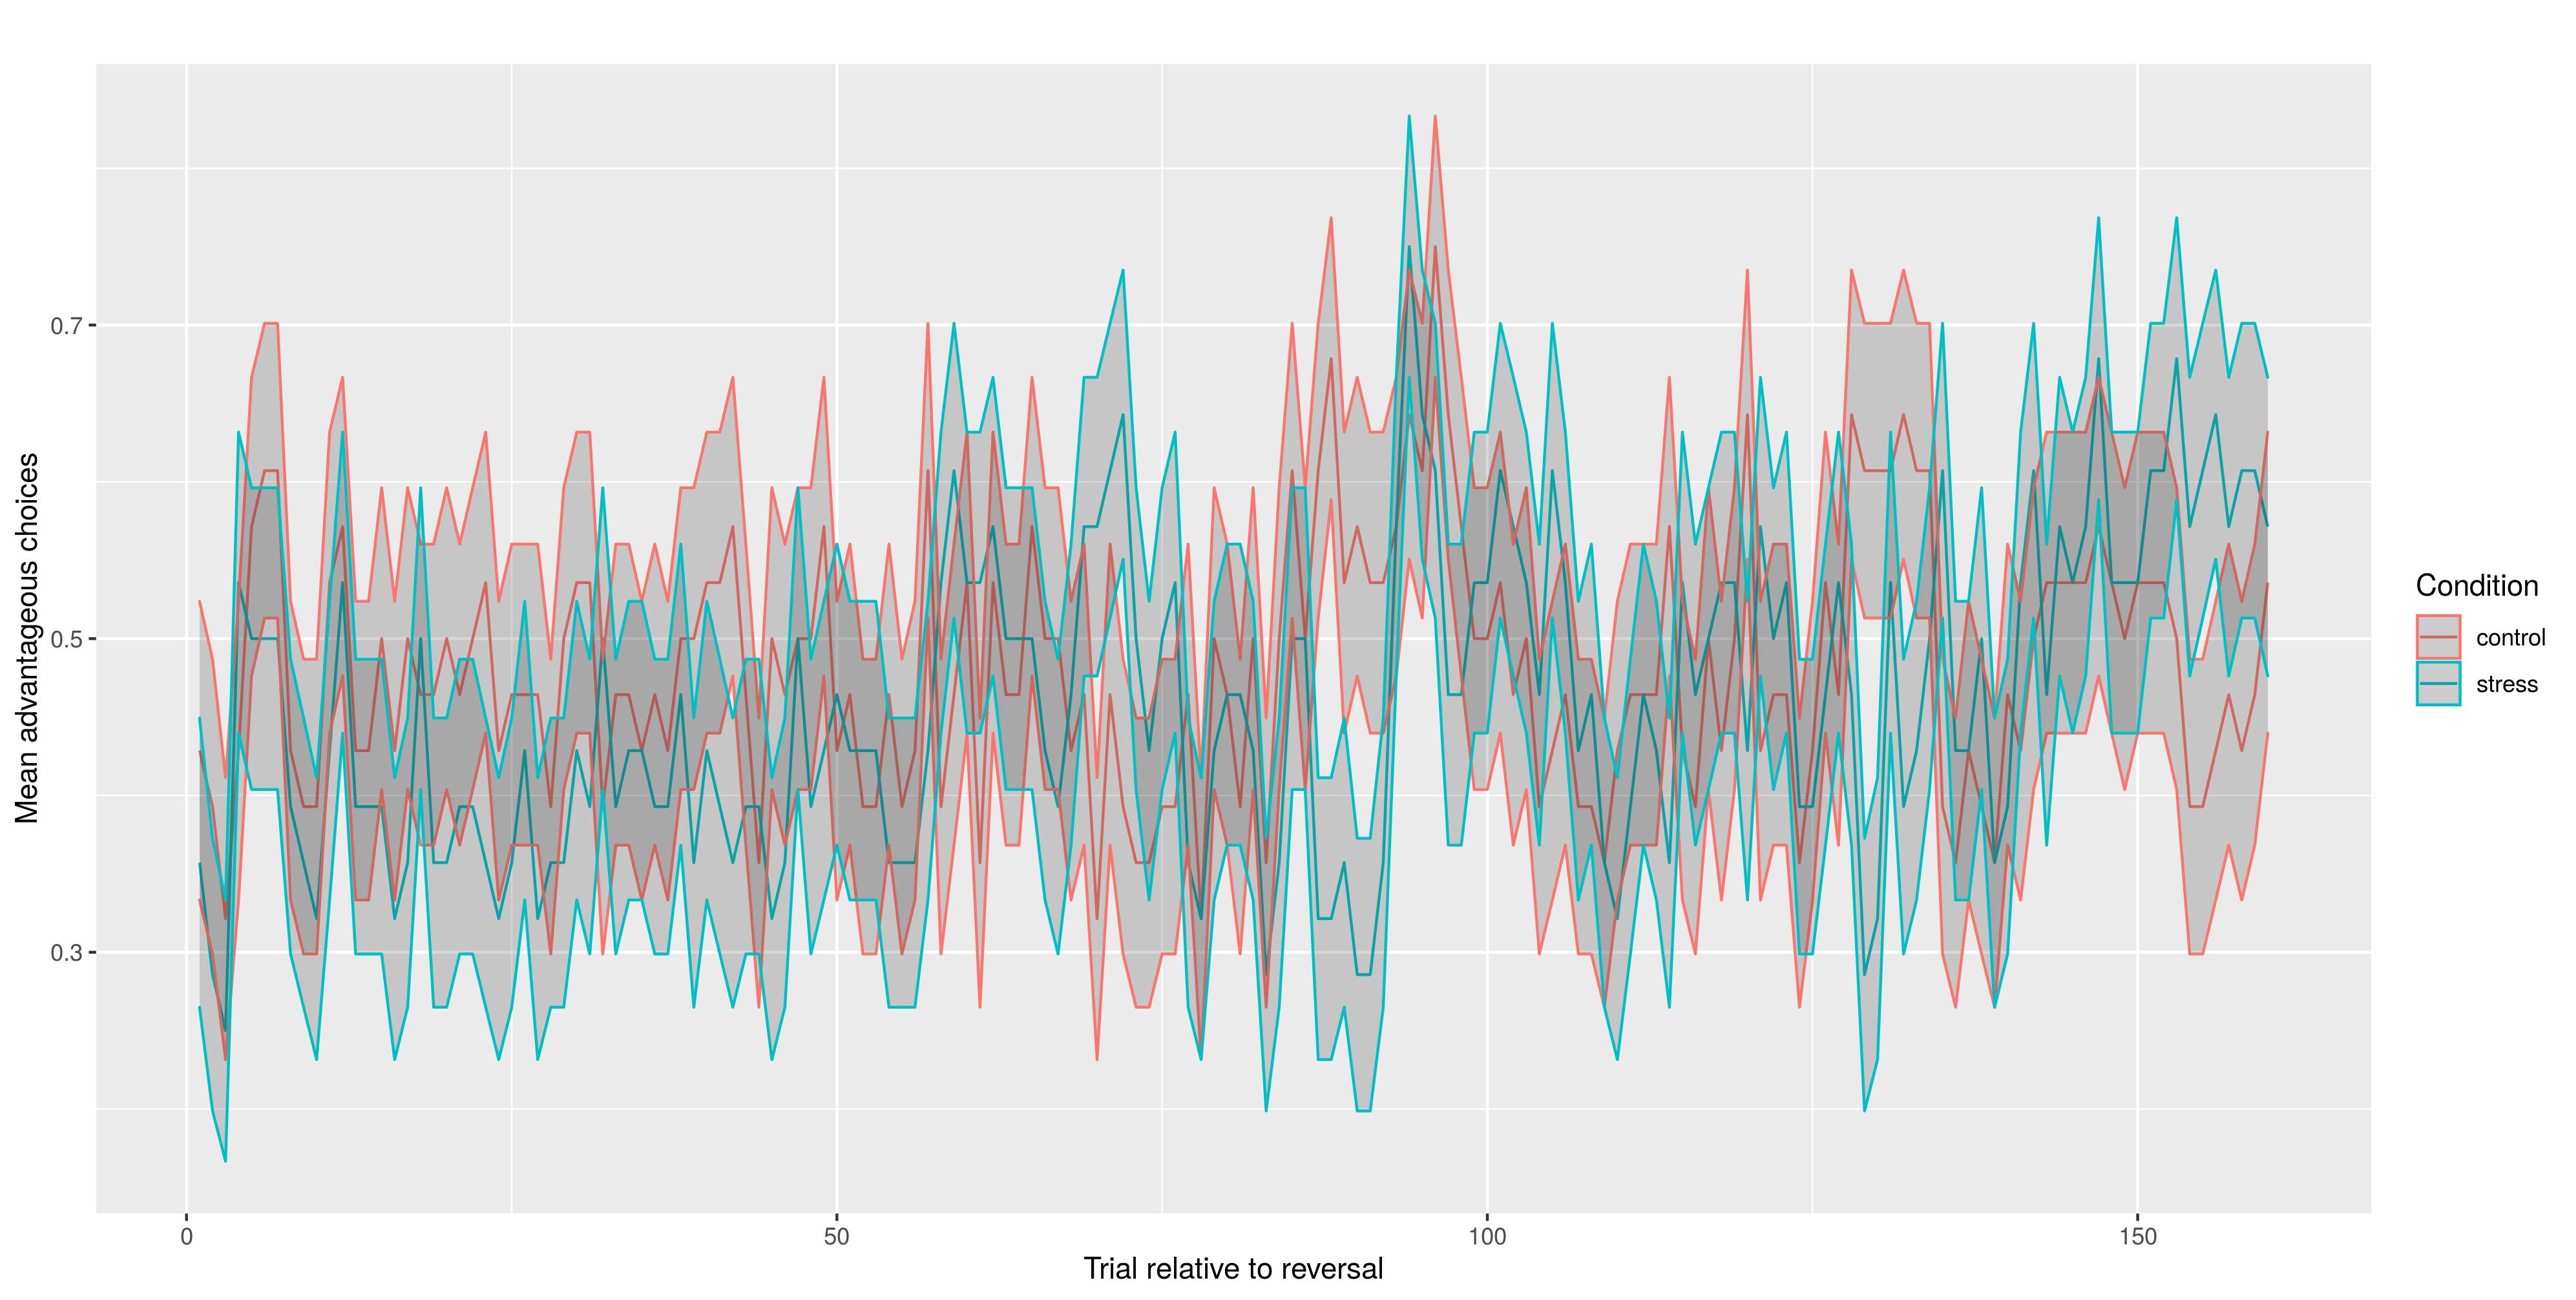 Mean advantageous choices
0.7
0.5
0.3
0
50
100
150
Trial relative to reversal
Condition
control
stress